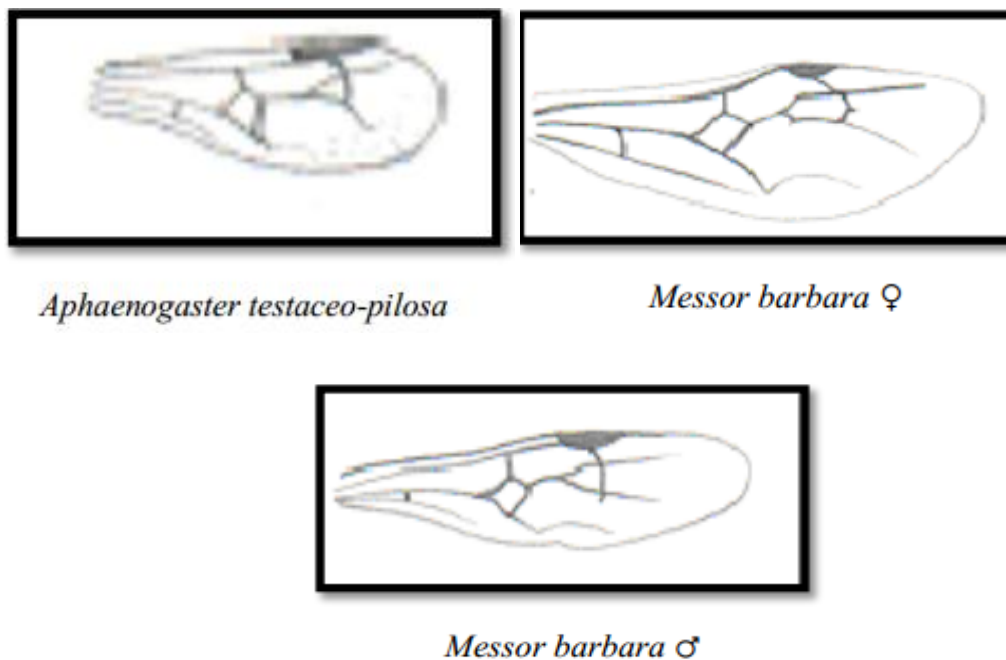 Aphaenogaster testaceo-pilosa
Messor barbara ♀
Messor barbara ♂